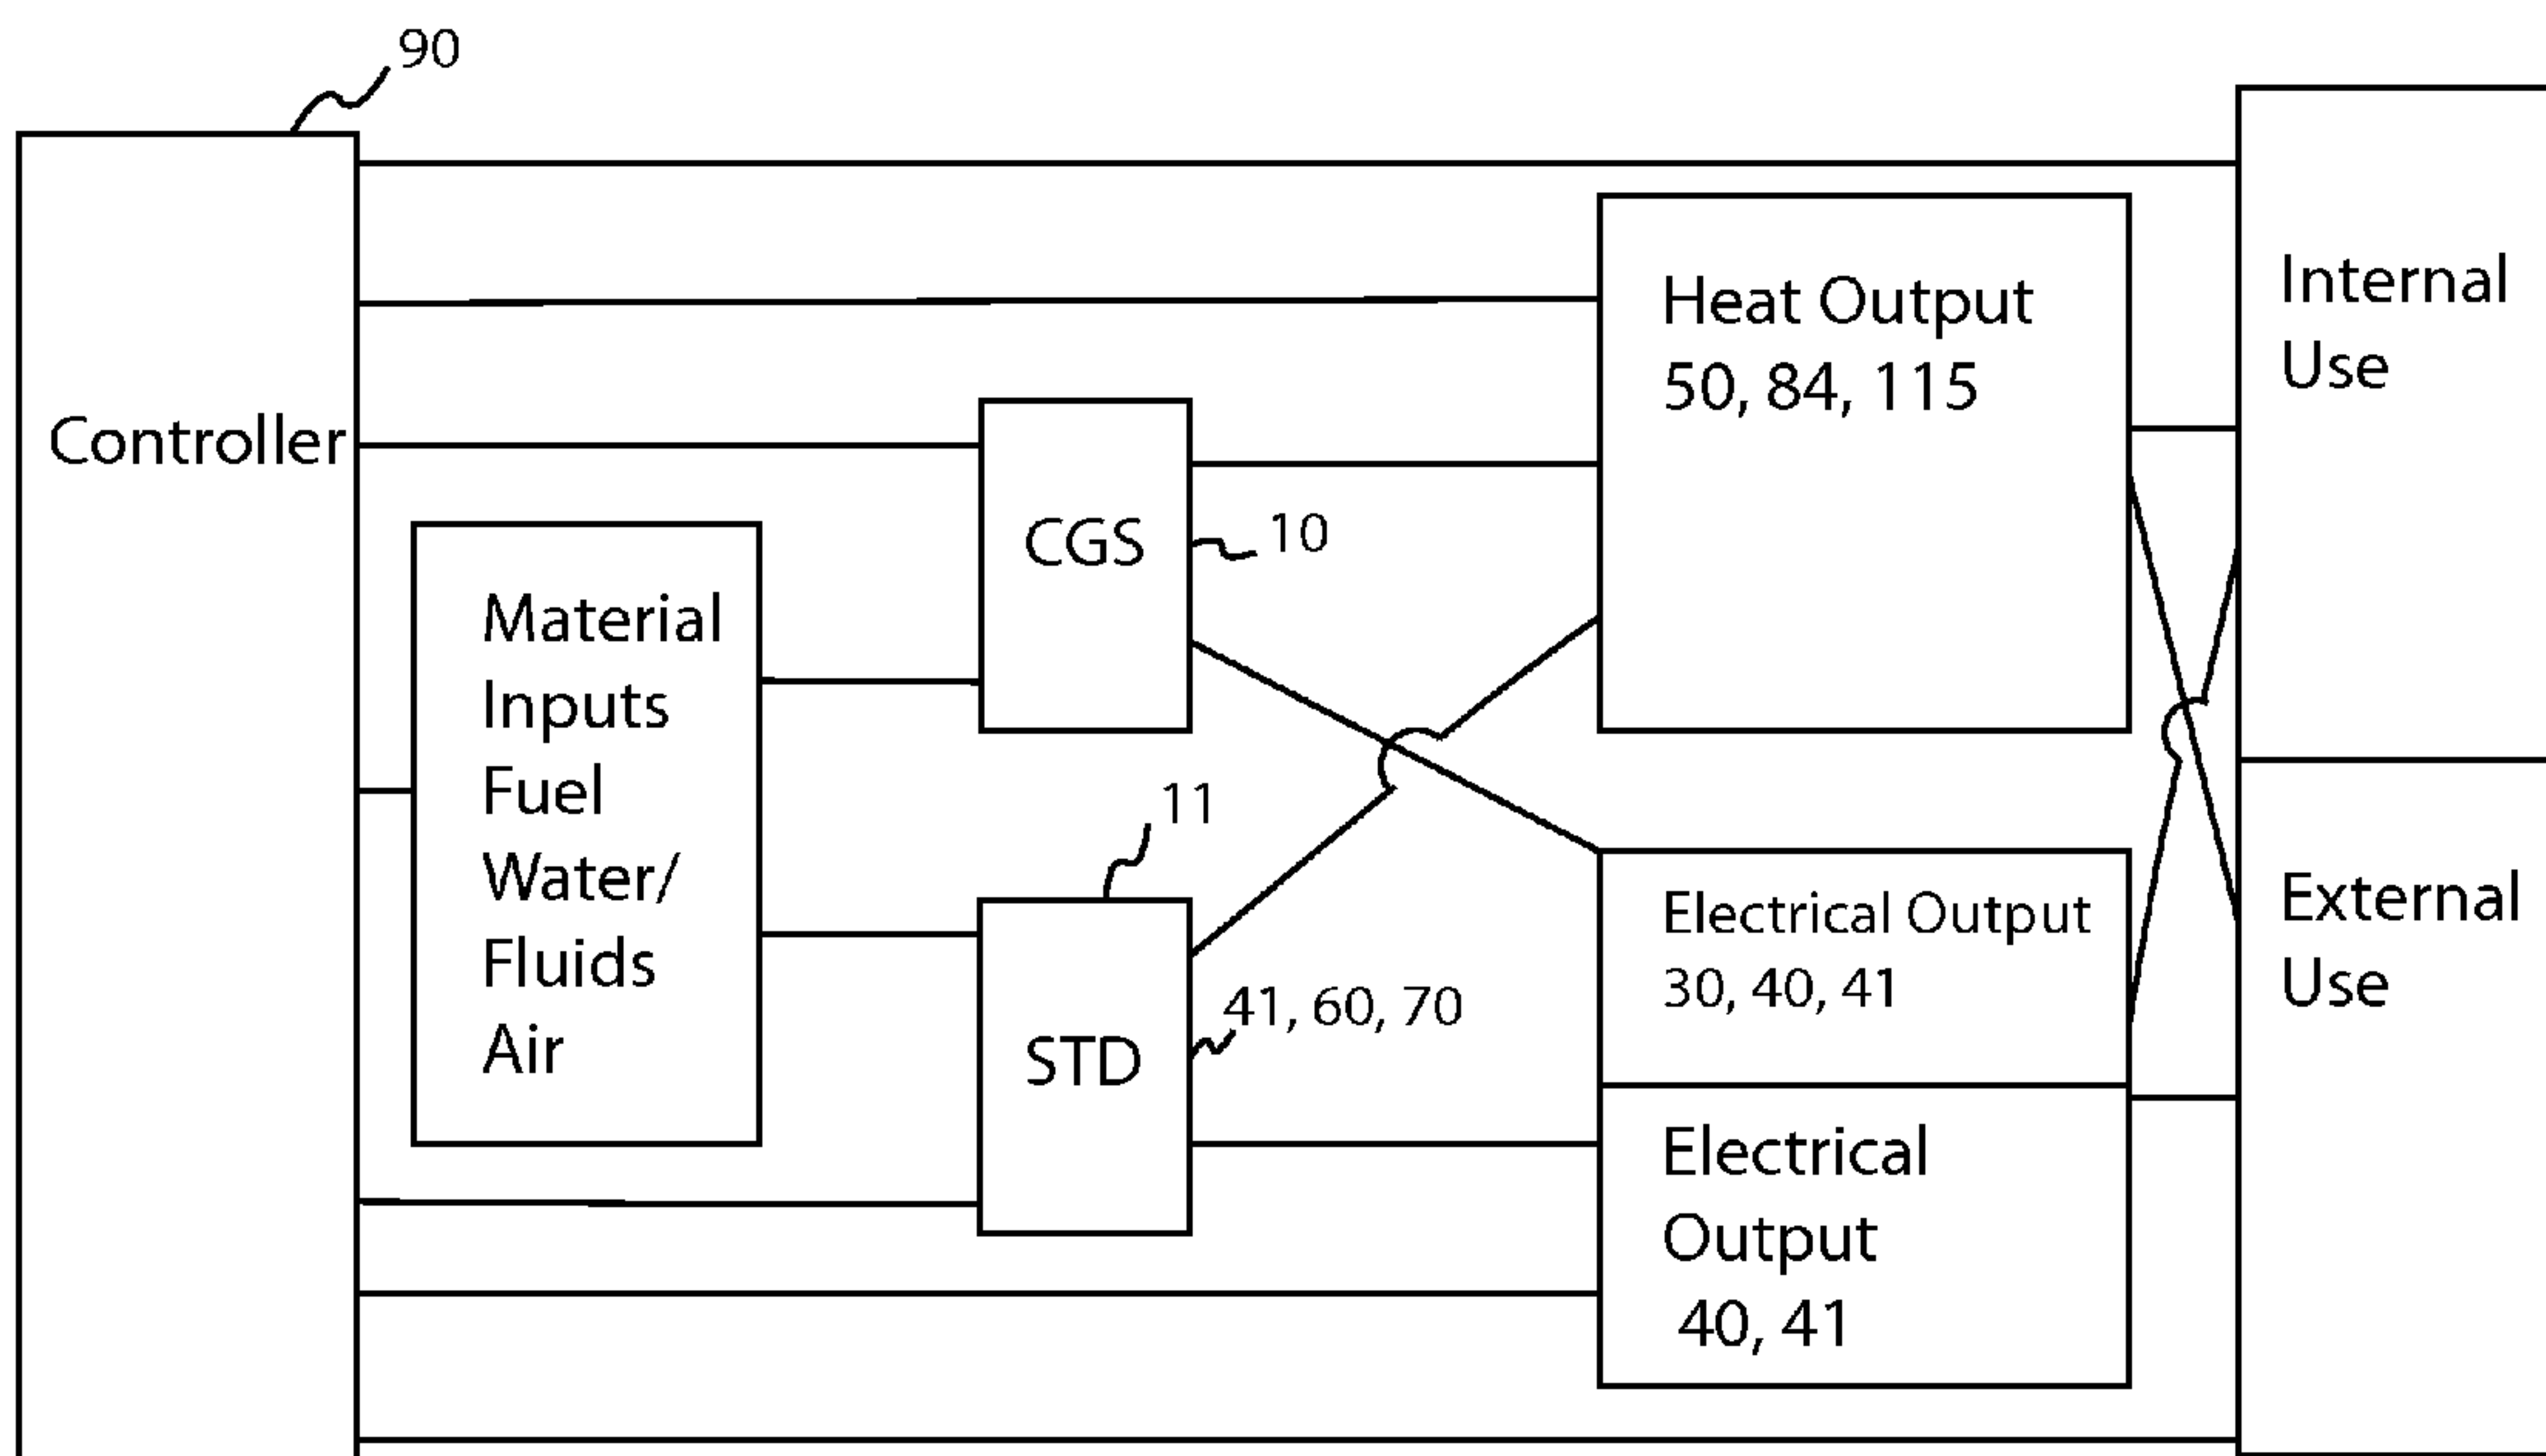 90
Controller
Material
Inputs
Fuel
Water/
Fluids
Air
CGS
10
11
STD
41, 60, 70
Heat Output
50, 84, 115
Electrical Output
30, 40, 41
Electrical
Output
40, 41
Internal
Use
External
Use